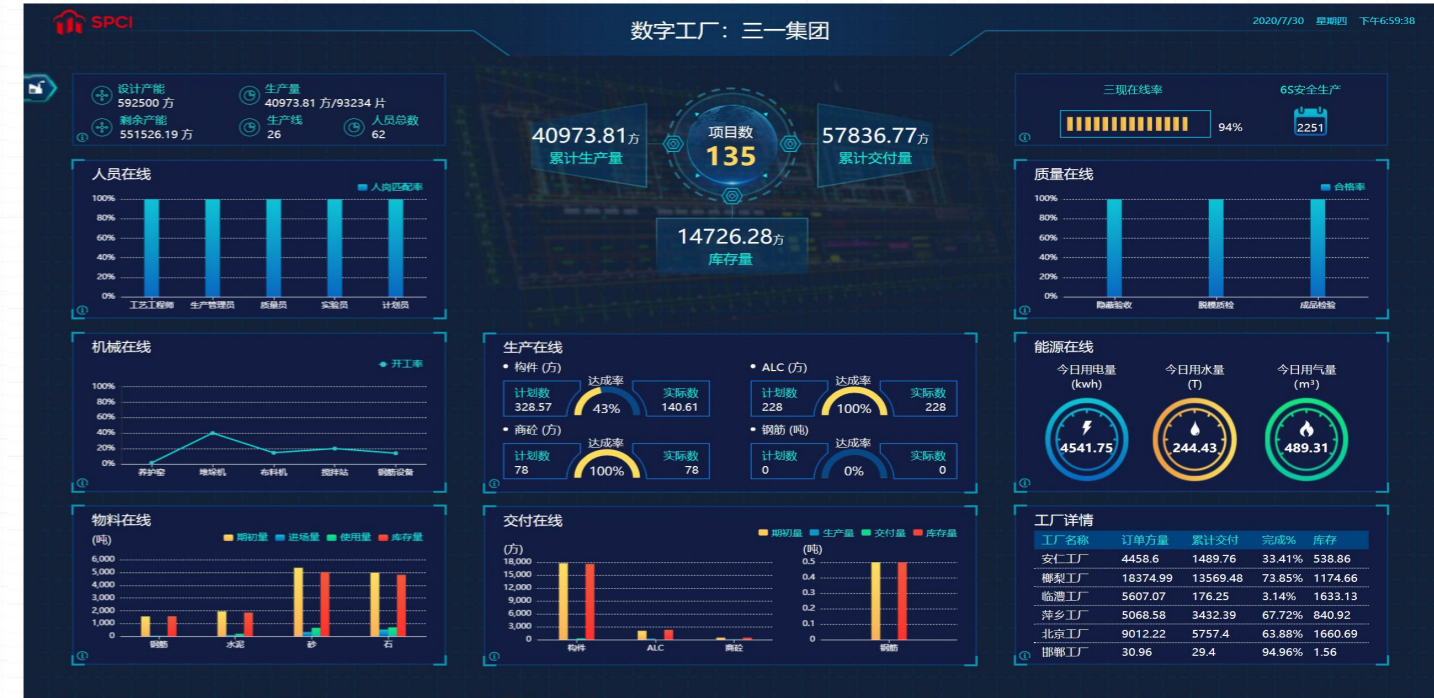 SPCI
数字工厂：三一集团
2020/7/30 星期四 下午6:59:38
设计产能
592500 方
生产量
40973.81 方/93234 片
剩余产能
551526.19 方
生产线
26
人员总数
62
40973.81方
累计生产量
项目数
135
57836.77方
累计交付量
14726.28方
库存量
三现在线率
94%
6S安全生产
2251
人员在线
人岗匹配率
100%
80%
60%
40%
20%
0%
工艺工程师 生产管理员 质量员 实验员 计划员
质量在线
合格率
100%
80%
60%
40%
20%
0%
隐蔽验收 脱模质检 成品检验
机械在线
开工率
100%
80%
60%
40%
20%
0%
养护窑 堆垛机 布料机 搅拌站 钢筋设备
生产在线
• 构件 (方)
计划数
328.57
达成率
43%
实际数
140.61
• ALC (方)
计划数
228
达成率
100%
实际数
228
• 商砼 (方)
计划数
78
达成率
100%
实际数
78
• 钢筋 (吨)
计划数
0
达成率
0%
实际数
0
能源在线
今日用电量
(kwh)
4541.75
今日用水量
(T)
244.43
今日用气量
(m³)
489.31
物料在线
(吨)
期初量 进场量 使用量 库存量
6,000
5,000
4,000
3,000
2,000
1,000
0
钢筋 水泥 砂 石
交付在线
期初量 生产量 交付量 库存量
(方)
18,000
15,000
12,000
9,000
6,000
3,000
0
构件 ALC 商砼
(吨)
0.5
0.4
0.3
0.2
0.1
0
钢筋
工厂详情
工厂名称 订单方量 累计交付 完成% 库存
安仁工厂 4458.6 1489.76 33.41% 538.86
榔梨工厂 18374.99 13569.48 73.85% 1174.66
临澧工厂 5607.07 176.25 3.14% 1633.13
萍乡工厂 5068.58 3432.39 67.72% 840.92
北京工厂 9012.22 5757.4 63.88% 1660.69
邯郸工厂 30.96 29.4 94.96% 1.56